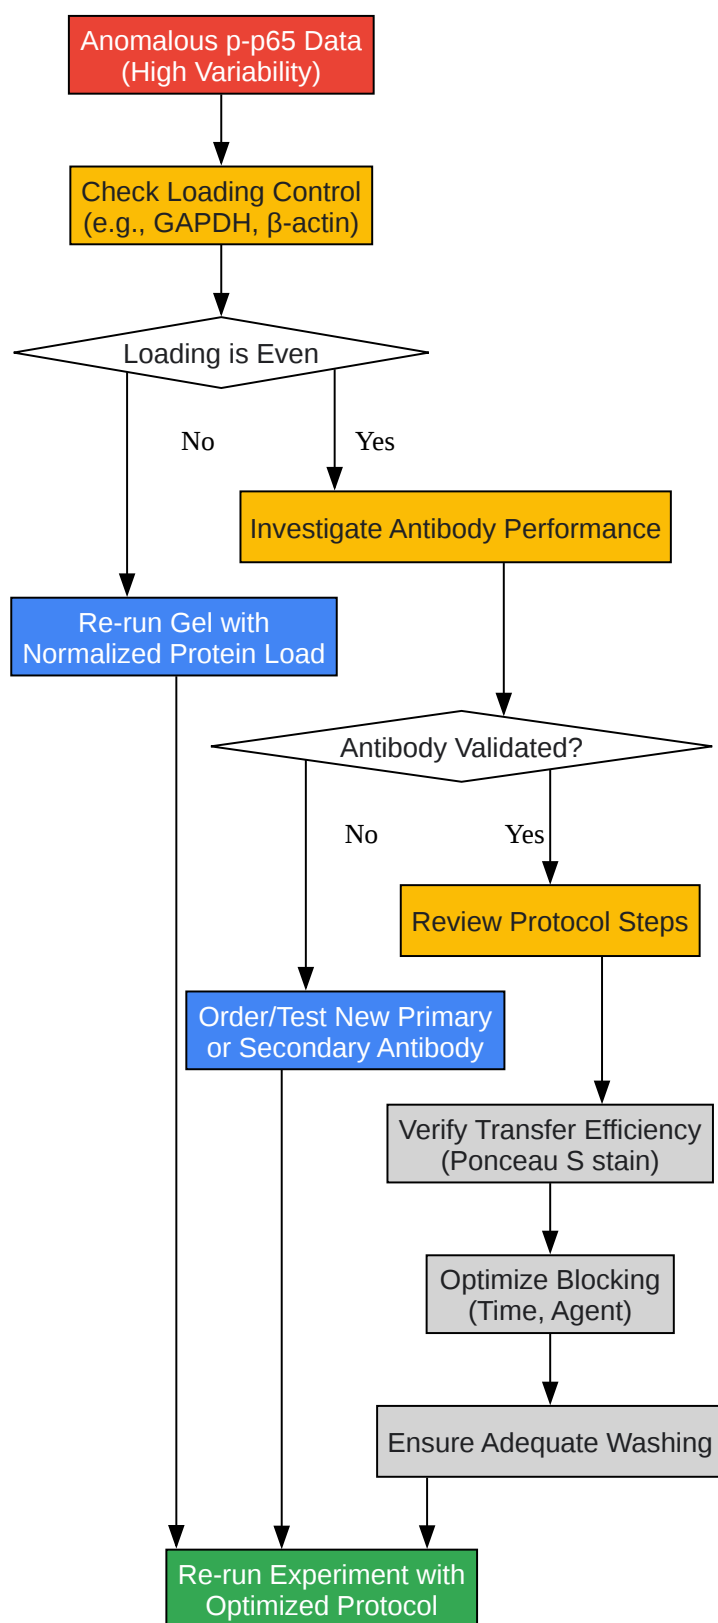 Anomalous p-p65 Data
(High Variability)
Check Loading Control
(e.g., GAPDH, β-actin)
Loading is Even
No
Yes
Investigate Antibody Performance
Re-run Gel with
Normalized Protein Load
Antibody Validated?
No
Yes
Review Protocol Steps
Order/Test New Primary
or Secondary Antibody
Verify Transfer Efficiency
(Ponceau S stain)
Optimize Blocking
(Time, Agent)
Ensure Adequate Washing
Re-run Experiment with
Optimized Protocol